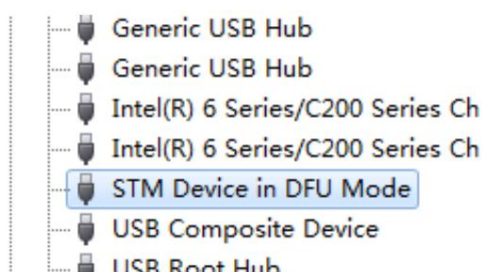 Generic USB Hub
Generic USB Hub
Intel(R) 6 Series/C200 Series Ch
Intel(R) 6 Series/C200 Series Ch
STM Device in DFU Mode
USB Composite Device
USB Root Hub